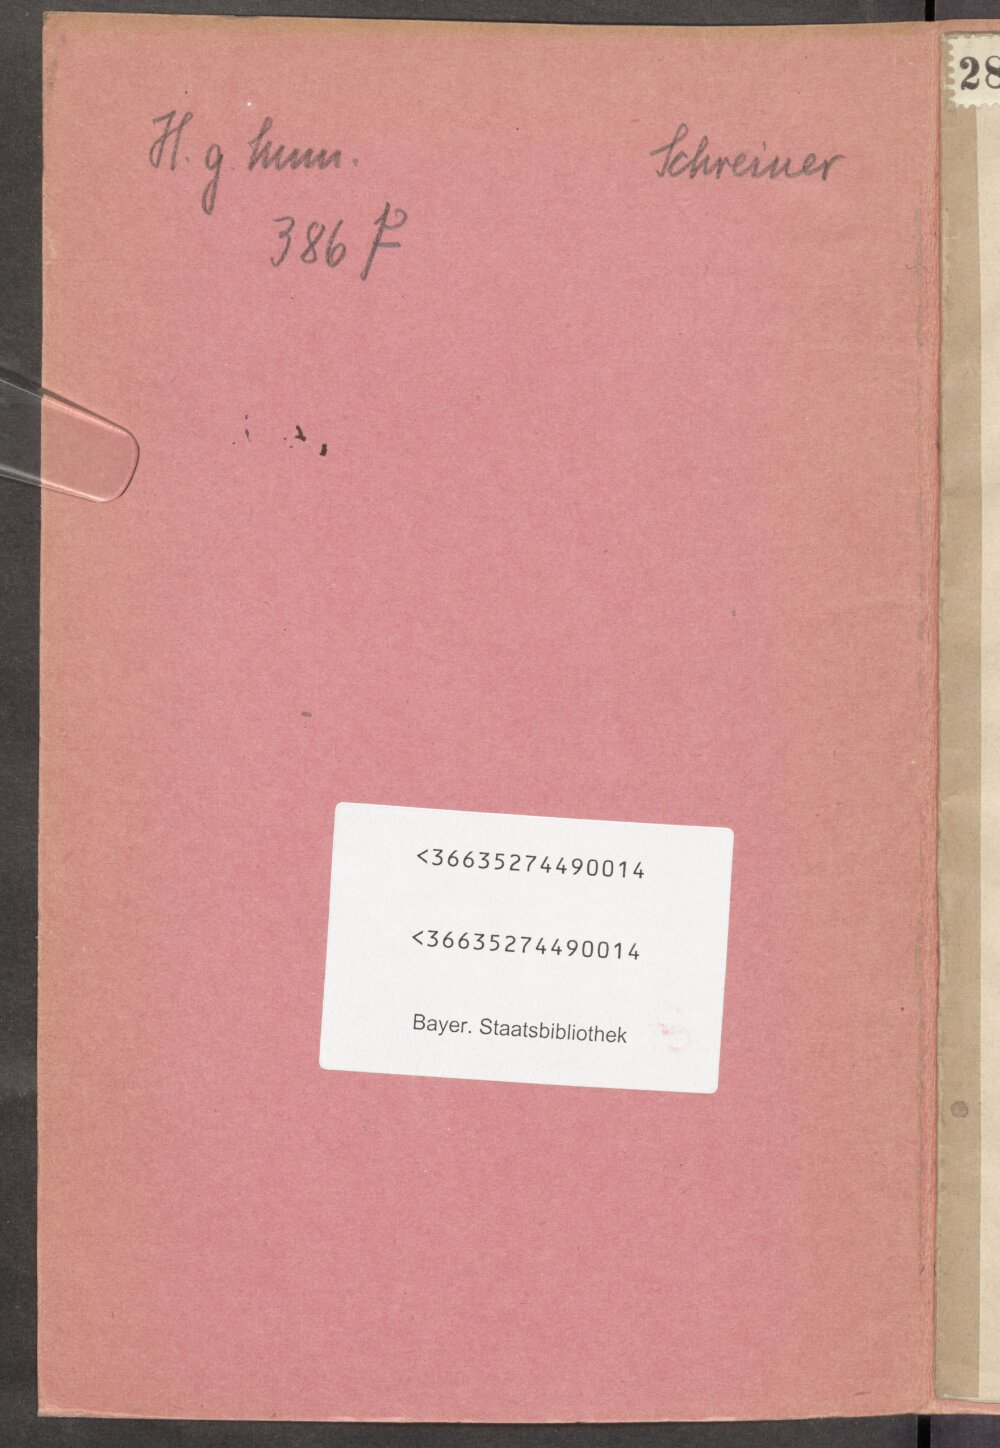 H. g. hum.
Schreiner
386 f
<36635274490014
<36635274490014
Bayer. Staatsbibliothek
28